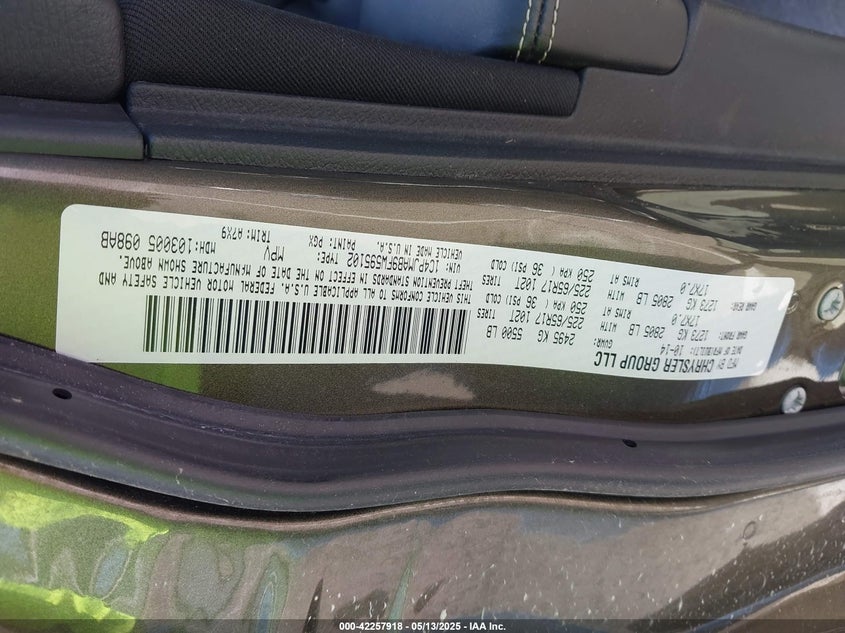 MFD BY CHRYSLER GROUP LLC
DATE OF MFR(BUILT): 10-14 GVWR: 2495 KG 5500 LB
GAWR FRONT: 1273 KG 2805 LB WITH 225/65R17 102T TIRES
17X7.0 RIMS AT 250 KPA ( 36 PSI) COLD
GAWR REAR: 1273 KG 2805 LB WITH 225/65R17 102T TIRES
17X7.0 RIMS AT 250 KPA ( 36 PSI) COLD
THIS VEHICLE CONFORMS TO ALL APPLICABLE U.S.A. FEDERAL MOTOR VEHICLE SAFETY AND
THEFT PREVENTION STANDARDS IN EFFECT ON THE DATE OF MANUFACTURE SHOWN ABOVE.
VIN: 1C4PJMAB9FW595102 TYPE: MPV MDH:103005 098AB
VEHICLE MADE IN U.S.A. PAINT: PGX TRIM: A7X9
000-42257918 - 05/13/2025 - IAA Inc.